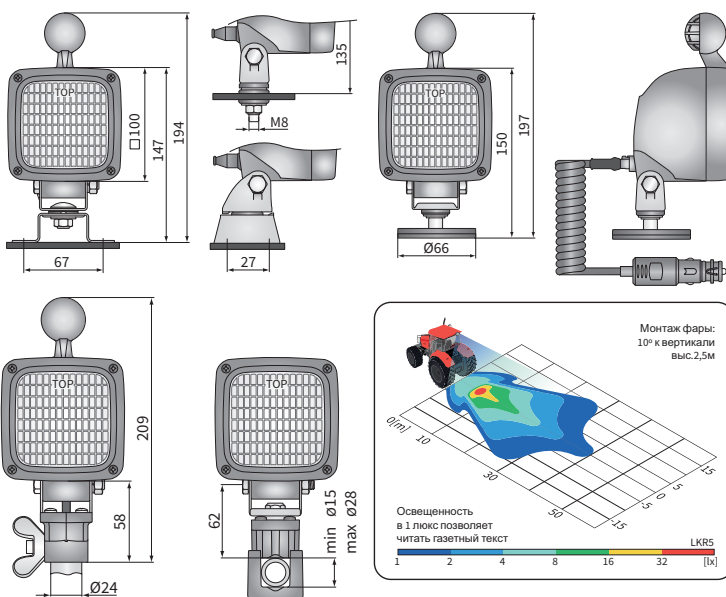 TOP
□100
147
194
67
135
M8
27
TOP
150
197
Ø66
TOP
209
58
Ø24
TOP
62
min ø15
max ø28
Монтаж фары:
10º к вертикали
выс.2,5м
0[m]
10
30
50
15
5
0
-5
-15
Освещенность
в 1 люкс позволяет
читать газетный текст
LKR5
1 2 4 8 16 32 [lx]